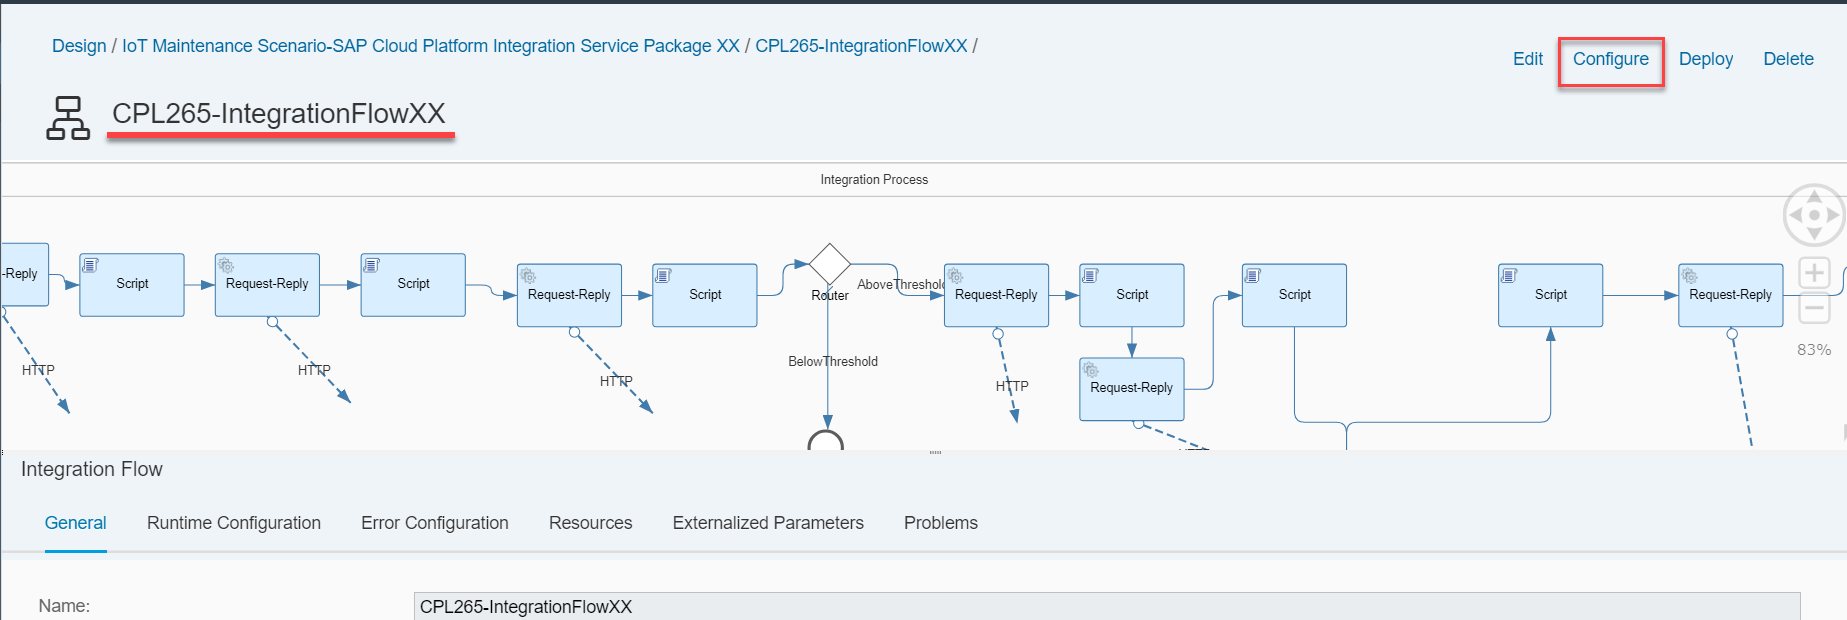 Design / IoT Maintenance Scenario-SAP Cloud Platform Integration Service Package XX / CPL265-IntegrationFlowXX /
Edit Configure Deploy Delete
CPL265-IntegrationFlowXX
Integration Process
-Reply
Script
Request-Reply
Script
Request-Reply
Script
Router
AboveThreshold
Request-Reply
Script
Script
Script
Request-Reply
HTTP
HTTP
HTTP
BelowThreshold
HTTP
Request-Reply
83%
Integration Flow
General Runtime Configuration Error Configuration Resources Externalized Parameters Problems
Name: CPL265-IntegrationFlowXX